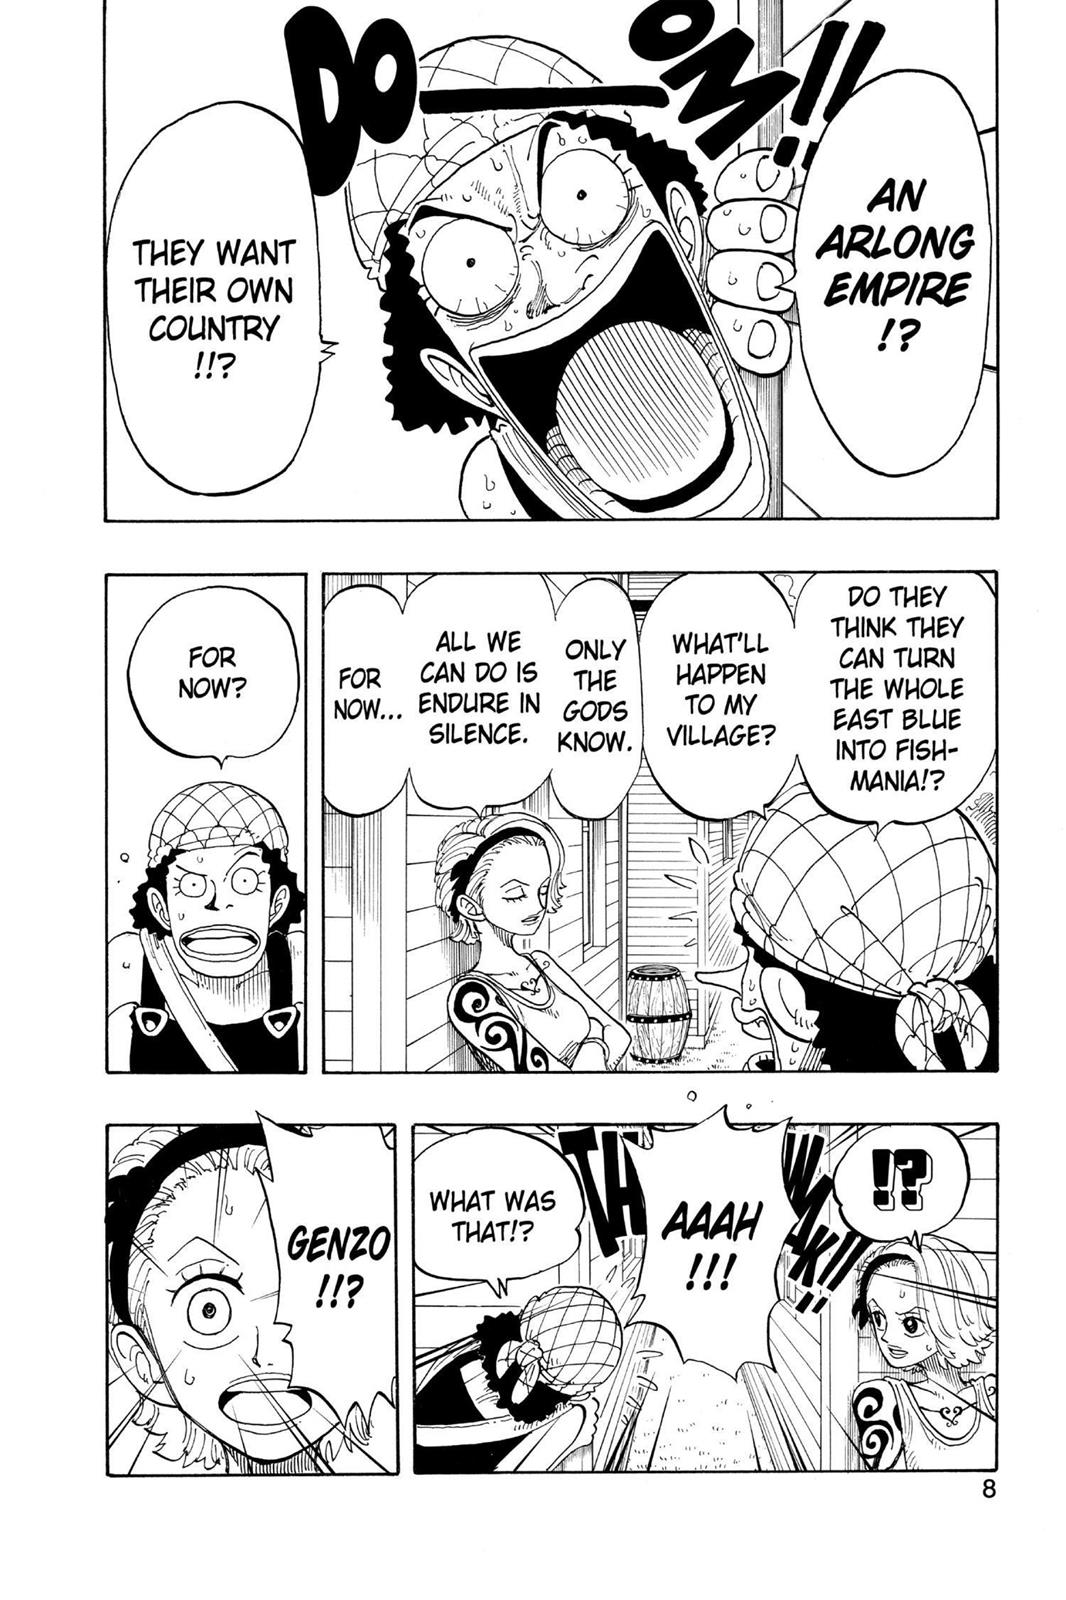 DOOM!!
AN
ARLONG
EMPIRE
!?
THEY WANT
THEIR OWN
COUNTRY
!!?
DO THEY
THINK THEY
CAN TURN
THE WHOLE
EAST BLUE
INTO FISH-
MANIA!?
WHAT'LL
HAPPEN
TO MY
VILLAGE?
ONLY
THE
GODS
KNOW.
ALL WE
CAN DO IS
ENDURE IN
SILENCE.
FOR
NOW...
FOR
NOW?
!?
THWAK!!
AAAH
!!!
WHAT WAS
THAT!?
GENZO
!!?
8